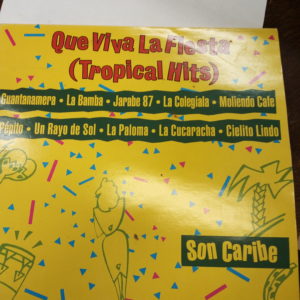 Que Viva La Fiesta
(Tropical Hits)
Guantanamera • La Bamba • Jarabe 87 • La Colegiala • Moliendo Cafe
Pepito • Un Rayo de Sol • La Paloma • La Cucaracha • Cielito Lindo
Son Caribe